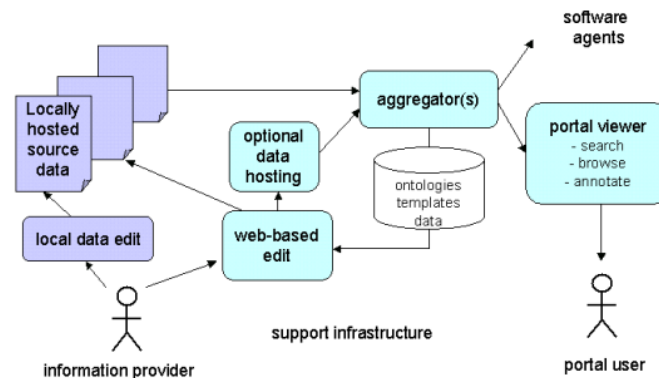 software
agents
Locally
hosted
source
data
aggregator(s)
portal viewer
- search
- browse
- annotate
optional
data
hosting
ontologies
templates
data
local data edit
web-based
edit
support infrastructure
information provider
portal user